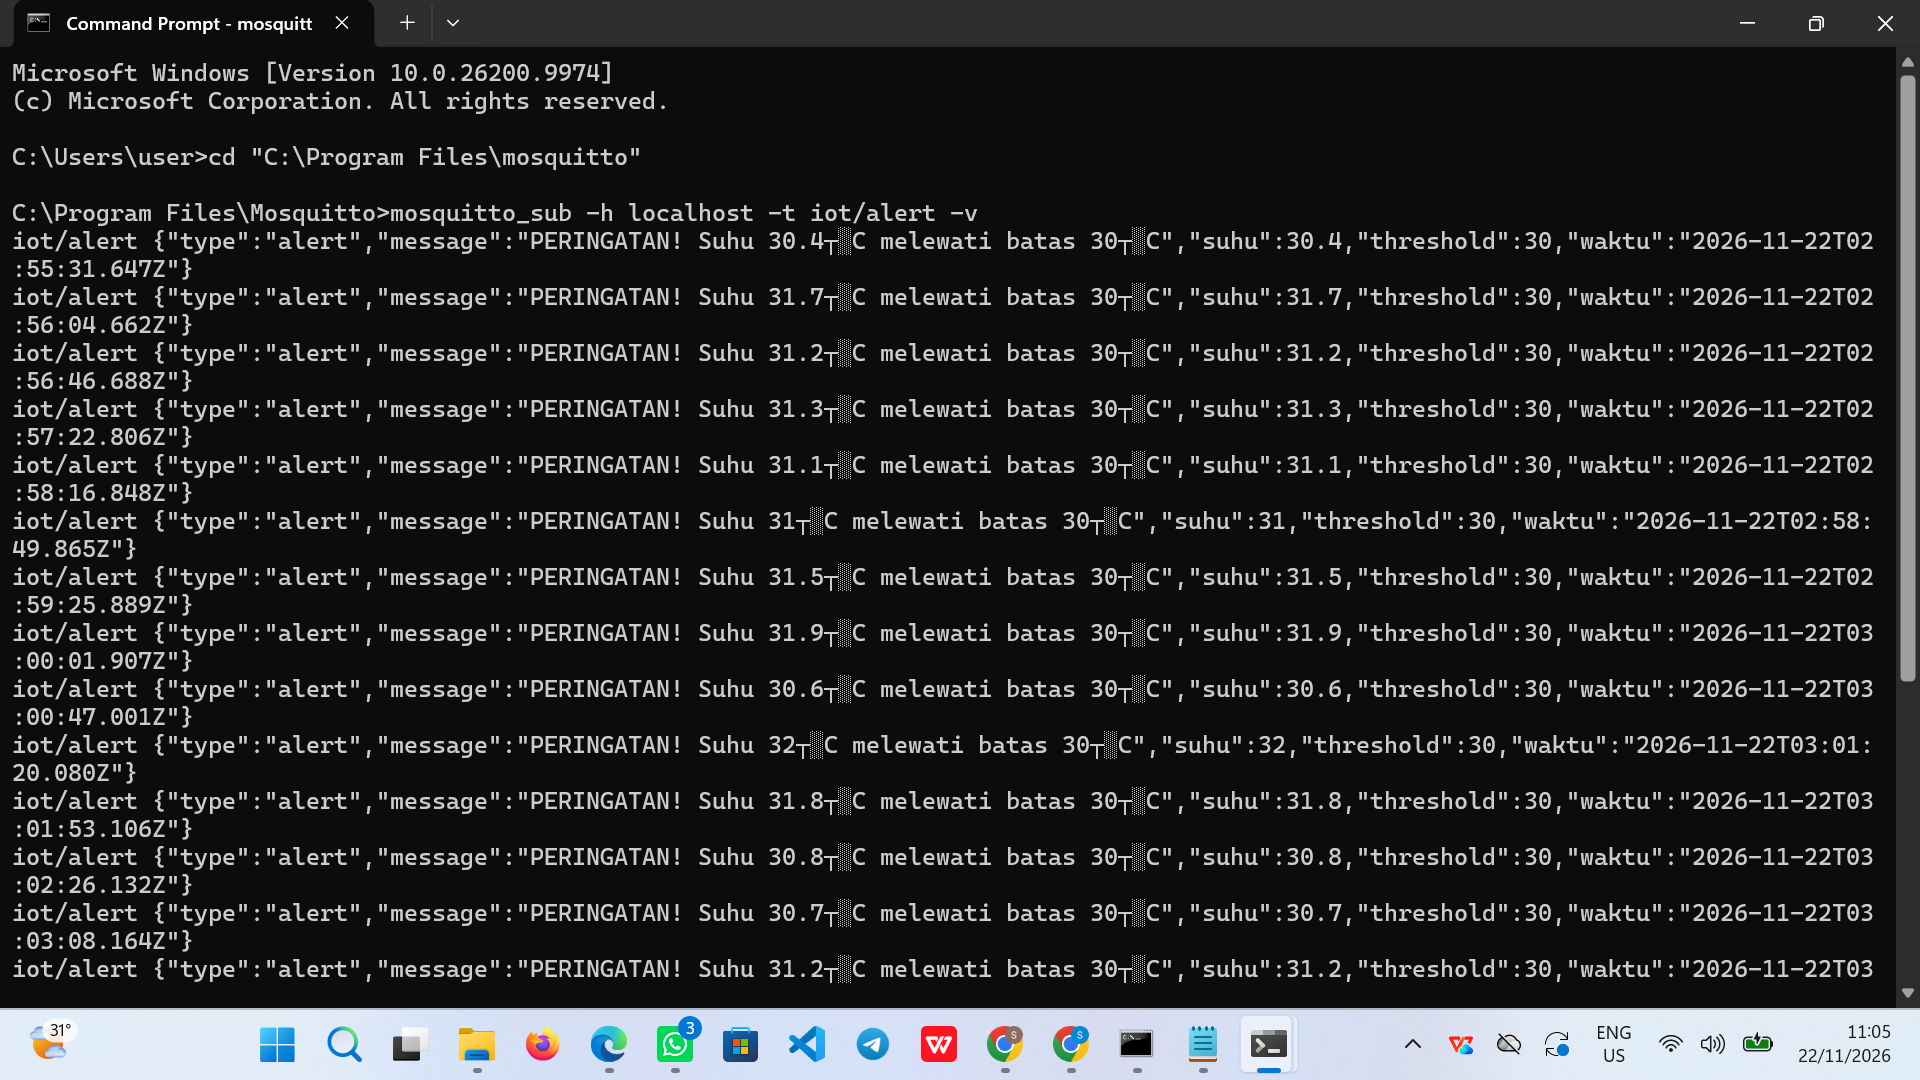 Command Prompt - mosquitt
Microsoft Windows [Version 10.0.26200.9974]
(c) Microsoft Corporation. All rights reserved.
C:\Users\user>cd "C:\Program Files\mosquitto"
C:\Program Files\Mosquitto>mosquitto_sub -h localhost -t iot/alert -v
iot/alert {"type":"alert","message":"PERINGATAN! Suhu 30.4┬░C melewati batas 30┬░C","suhu":30.4,"threshold":30,"waktu":"2026-11-22T02
:55:31.647Z"}
iot/alert {"type":"alert","message":"PERINGATAN! Suhu 31.7┬░C melewati batas 30┬░C","suhu":31.7,"threshold":30,"waktu":"2026-11-22T02
:56:04.662Z"}
iot/alert {"type":"alert","message":"PERINGATAN! Suhu 31.2┬░C melewati batas 30┬░C","suhu":31.2,"threshold":30,"waktu":"2026-11-22T02
:56:46.688Z"}
iot/alert {"type":"alert","message":"PERINGATAN! Suhu 31.3┬░C melewati batas 30┬░C","suhu":31.3,"threshold":30,"waktu":"2026-11-22T02
:57:22.806Z"}
iot/alert {"type":"alert","message":"PERINGATAN! Suhu 31.1┬░C melewati batas 30┬░C","suhu":31.1,"threshold":30,"waktu":"2026-11-22T02
:58:16.848Z"}
iot/alert {"type":"alert","message":"PERINGATAN! Suhu 31┬░C melewati batas 30┬░C","suhu":31,"threshold":30,"waktu":"2026-11-22T02:58:
49.865Z"}
iot/alert {"type":"alert","message":"PERINGATAN! Suhu 31.5┬░C melewati batas 30┬░C","suhu":31.5,"threshold":30,"waktu":"2026-11-22T02
:59:25.889Z"}
iot/alert {"type":"alert","message":"PERINGATAN! Suhu 31.9┬░C melewati batas 30┬░C","suhu":31.9,"threshold":30,"waktu":"2026-11-22T03
:00:01.907Z"}
iot/alert {"type":"alert","message":"PERINGATAN! Suhu 30.6┬░C melewati batas 30┬░C","suhu":30.6,"threshold":30,"waktu":"2026-11-22T03
:00:47.001Z"}
iot/alert {"type":"alert","message":"PERINGATAN! Suhu 32┬░C melewati batas 30┬░C","suhu":32,"threshold":30,"waktu":"2026-11-22T03:01:
20.080Z"}
iot/alert {"type":"alert","message":"PERINGATAN! Suhu 31.8┬░C melewati batas 30┬░C","suhu":31.8,"threshold":30,"waktu":"2026-11-22T03
:01:53.106Z"}
iot/alert {"type":"alert","message":"PERINGATAN! Suhu 30.8┬░C melewati batas 30┬░C","suhu":30.8,"threshold":30,"waktu":"2026-11-22T03
:02:26.132Z"}
iot/alert {"type":"alert","message":"PERINGATAN! Suhu 30.7┬░C melewati batas 30┬░C","suhu":30.7,"threshold":30,"waktu":"2026-11-22T03
:03:08.164Z"}
iot/alert {"type":"alert","message":"PERINGATAN! Suhu 31.2┬░C melewati batas 30┬░C","suhu":31.2,"threshold":30,"waktu":"2026-11-22T03
31°
3
S
S
ENG
US
11:05
22/11/2026